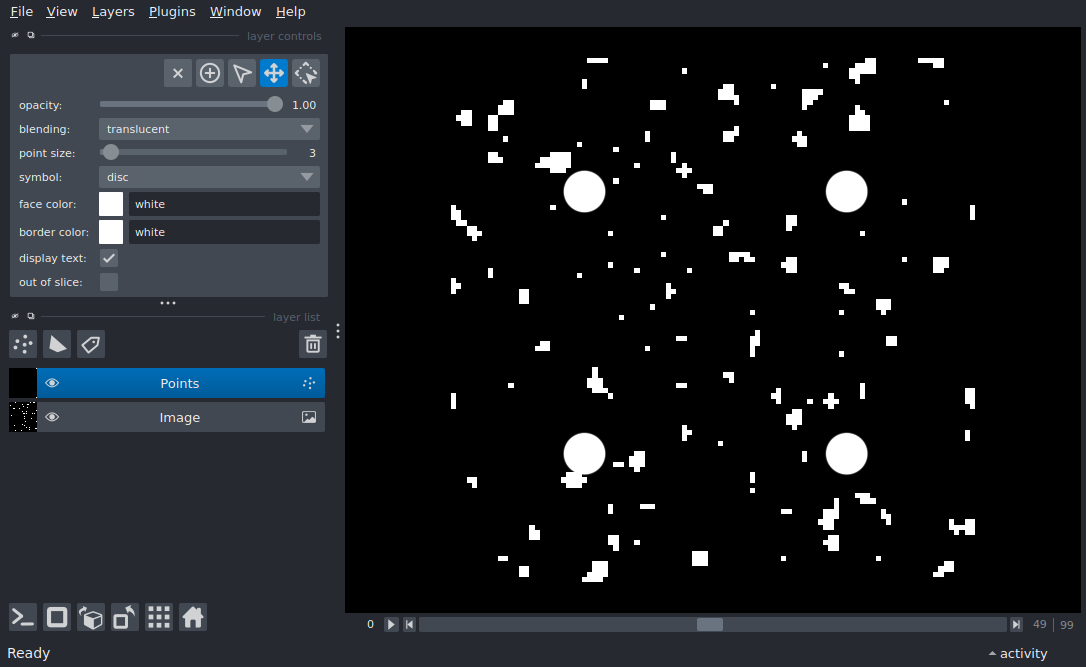 File View Layers Plugins Window Help
layer controls
opacity: 1.00
blending: translucent
point size: 3
symbol: disc
face color: white
border color: white
display text:
out of slice:
layer list
Points
Image
0 49 99
Ready activity